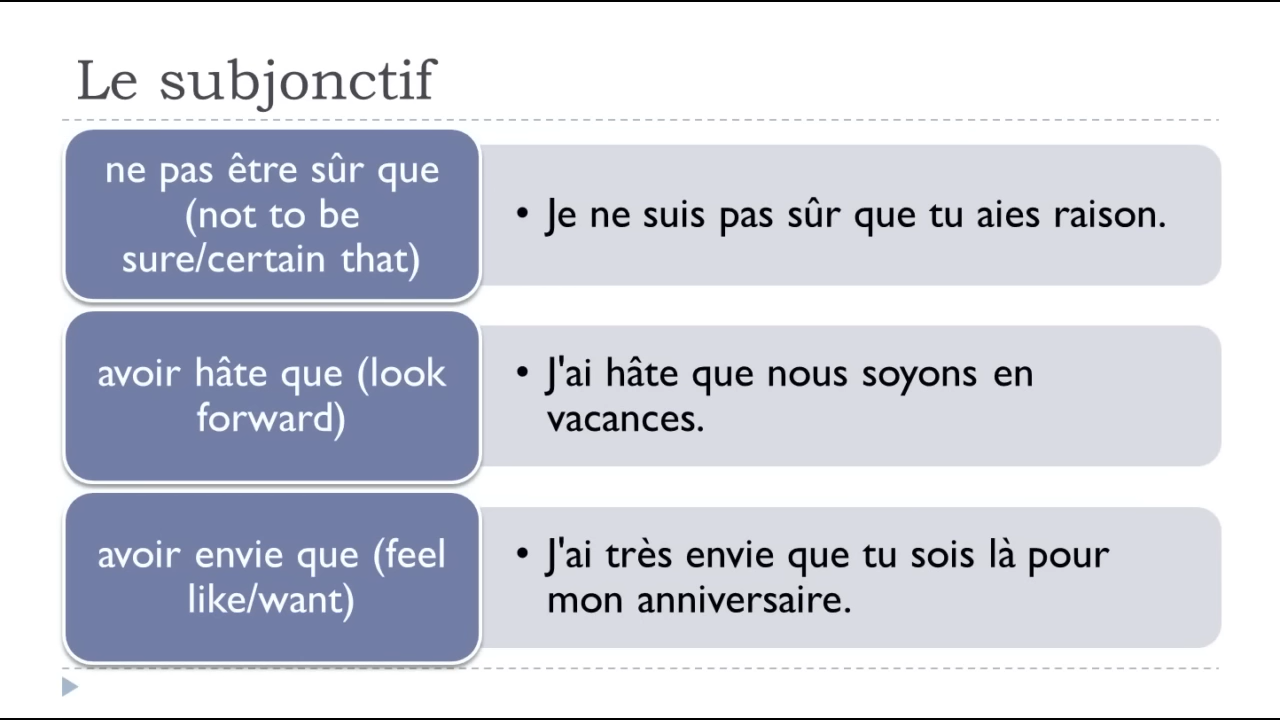 Le subjonctif
ne pas être sûr que
(not to be
sure/certain that)
• Je ne suis pas sûr que tu aies raison.
avoir hâte que (look
forward)
• J'ai hâte que nous soyons en
vacances.
avoir envie que (feel
like/want)
• J'ai très envie que tu sois là pour
mon anniversaire.